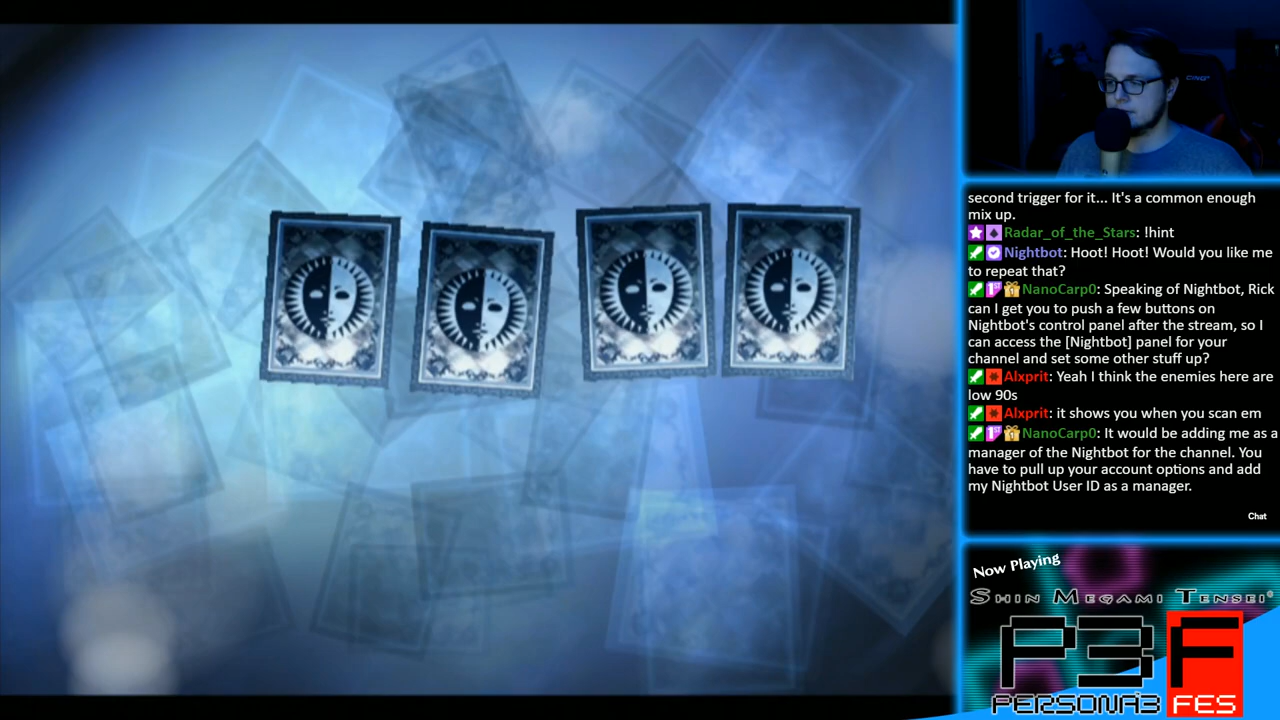 CING*
second trigger for it... It's a common enough
mix up.
Radar_of_the_Stars: !hint
Nightbot: Hoot! Hoot! Would you like me
to repeat that?
NanoCarp0: Speaking of Nightbot, Rick
can I get you to push a few buttons on
Nightbot's control panel after the stream, so I
can access the [Nightbot] panel for your
channel and set some other stuff up?
Alxprit: Yeah I think the enemies here are
low 90s
Alxprit: it shows you when you scan em
NanoCarp0: It would be adding me as a
manager of the Nightbot for the channel. You
have to pull up your account options and add
my Nightbot User ID as a manager.
Chat
Now Playing
SHIN MEGAMI TENSEI®
P3F
PERSONA3 FES